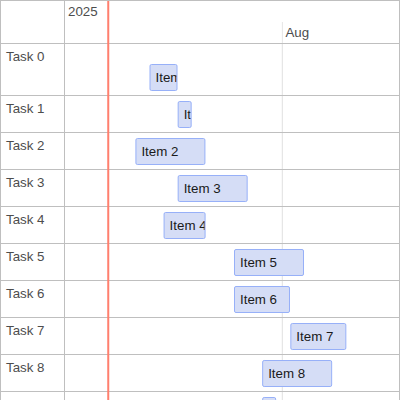 2025
Aug
Task 0
Item
Task 1
It
Task 2
Item 2
Task 3
Item 3
Task 4
Item 4
Task 5
Item 5
Task 6
Item 6
Task 7
Item 7
Task 8
Item 8